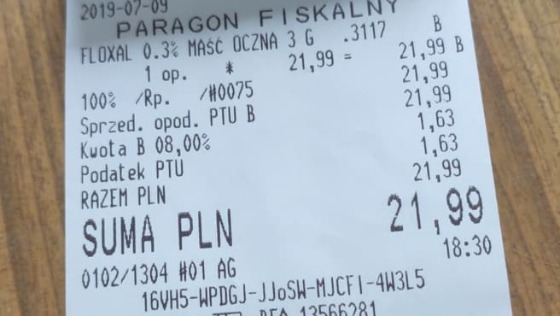 2019-07-09
PARAGON FISKALNY
FLOXAL 0.3% MAŚĆ OCZNA 3 G .3117 B
1 op. * 21,99 = 21,99 B
100% /Rp. /#0075 21,99
Sprzed. opod. PTU B 21,99
Kwota B 08,00% 1,63
Podatek PTU 1,63
RAZEM PLN 21,99
SUMA PLN 21,99
0102/1304 #01 AG 18:30
16VH5-WPDGJ-JJoSW-MJCFI-4W3L5
13566281